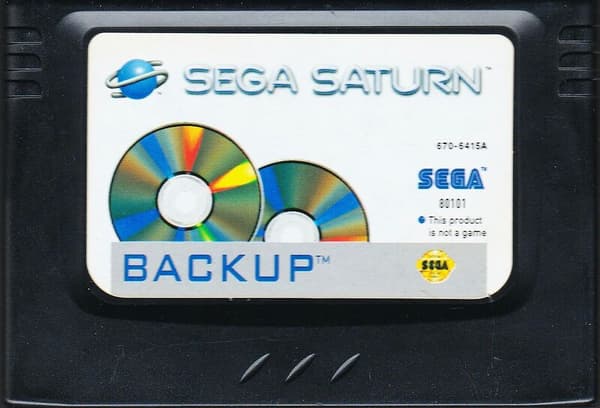 SEGA SATURN™
670-6415A
SEGA™
80101
• This product
is not a game
BACKUP™
SEGA